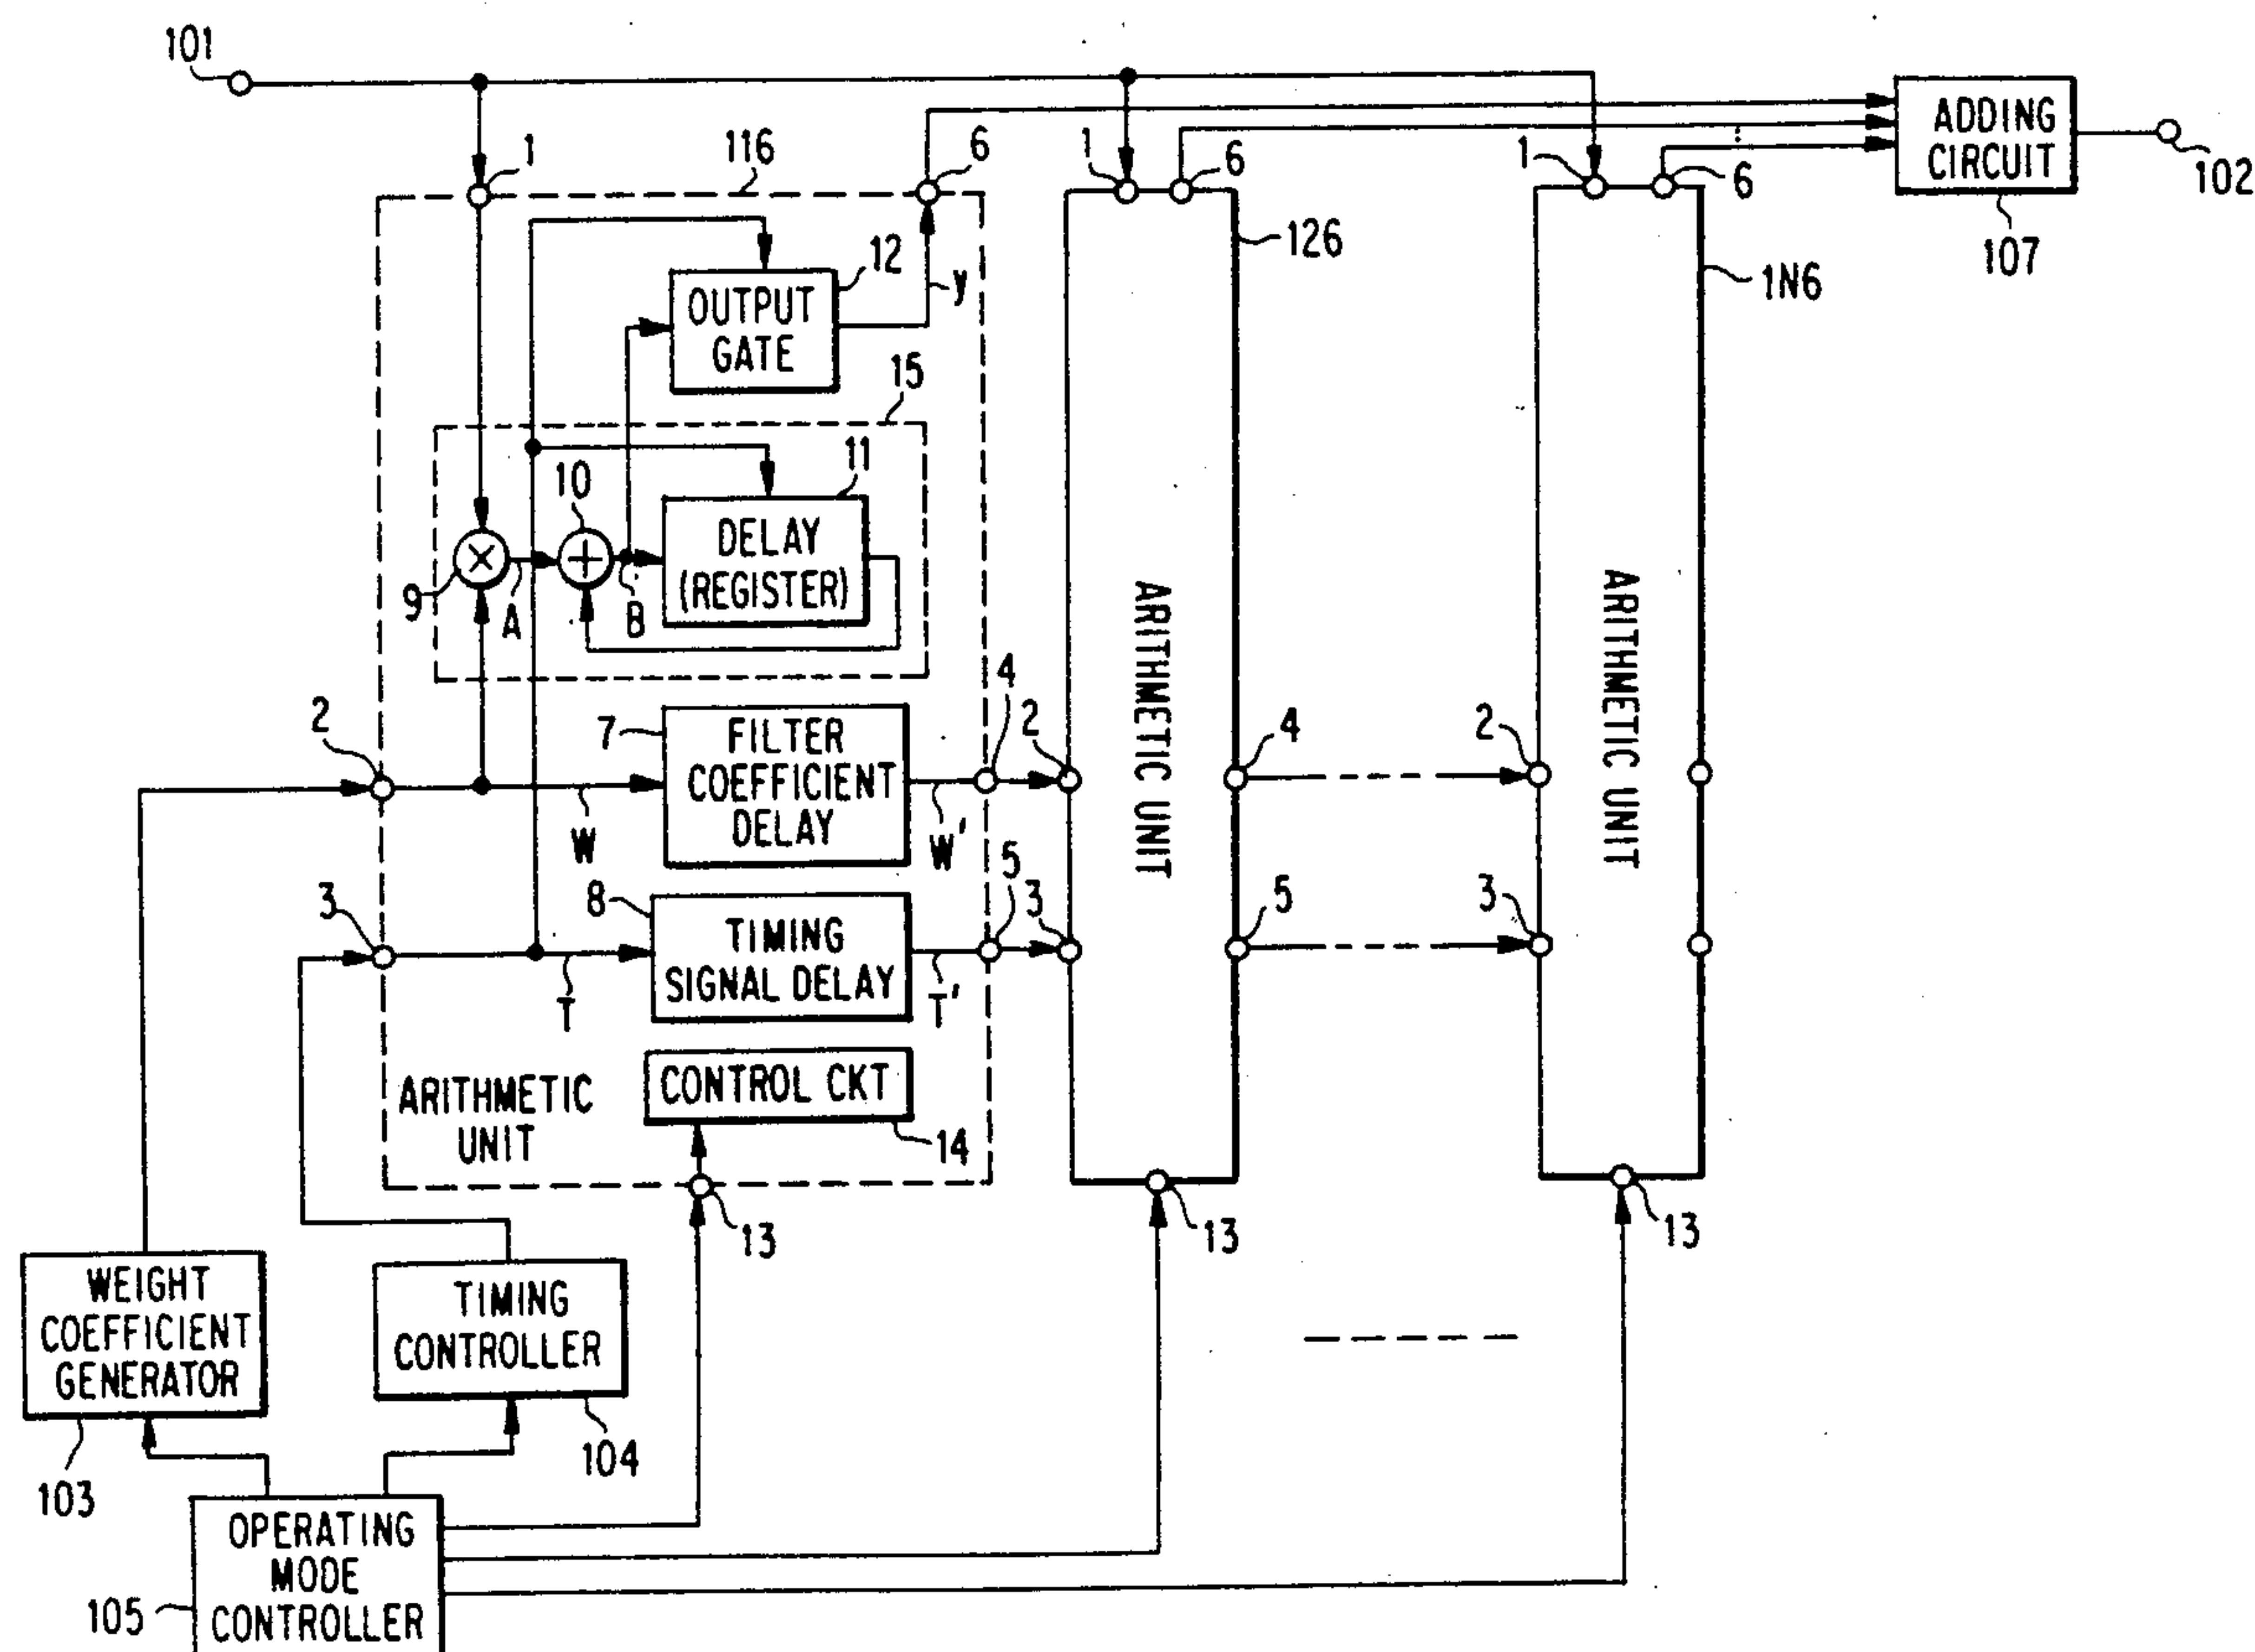 101
1
116
6
1
6
1
6
ADDING
CIRCUIT
102
107
126
1N6
12
OUTPUT
GATE
y
15
11
10
DELAY
(REGISTER)
9
A
B
ARITHMETIC UNIT
ARITHMETIC UNIT
2
7
FILTER
COEFFICIENT
DELAY
4
2
4
2
W
W'
3
8
TIMING
SIGNAL DELAY
5
3
5
3
T
T'
ARITHMETIC
UNIT
CONTROL CKT
14
13
13
13
WEIGHT
COEFFICIENT
GENERATOR
TIMING
CONTROLLER
103
104
OPERATING
MODE
CONTROLLER
105